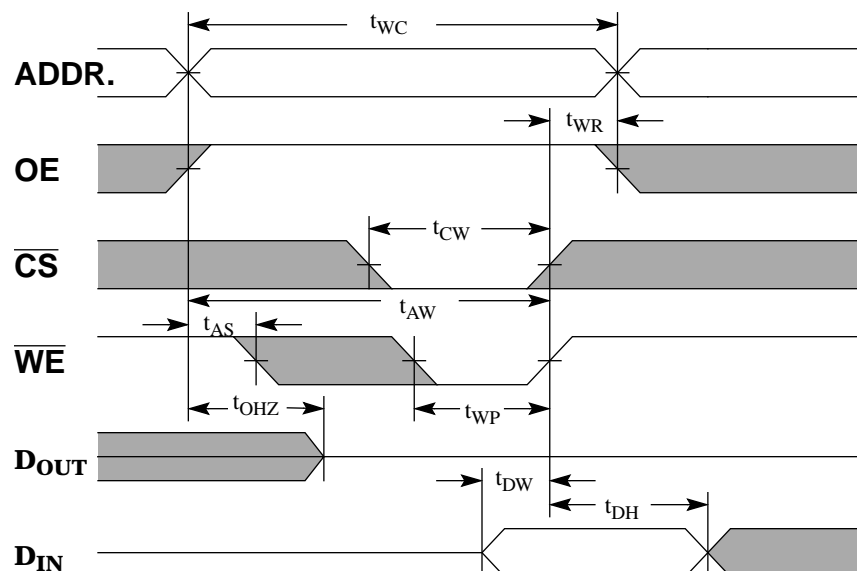 tWC
ADDR.
tWR
OE
tCW
CS
tAW
tAS
WE
tOHZ
tWP
DOUT
tDW
tDH
DIN